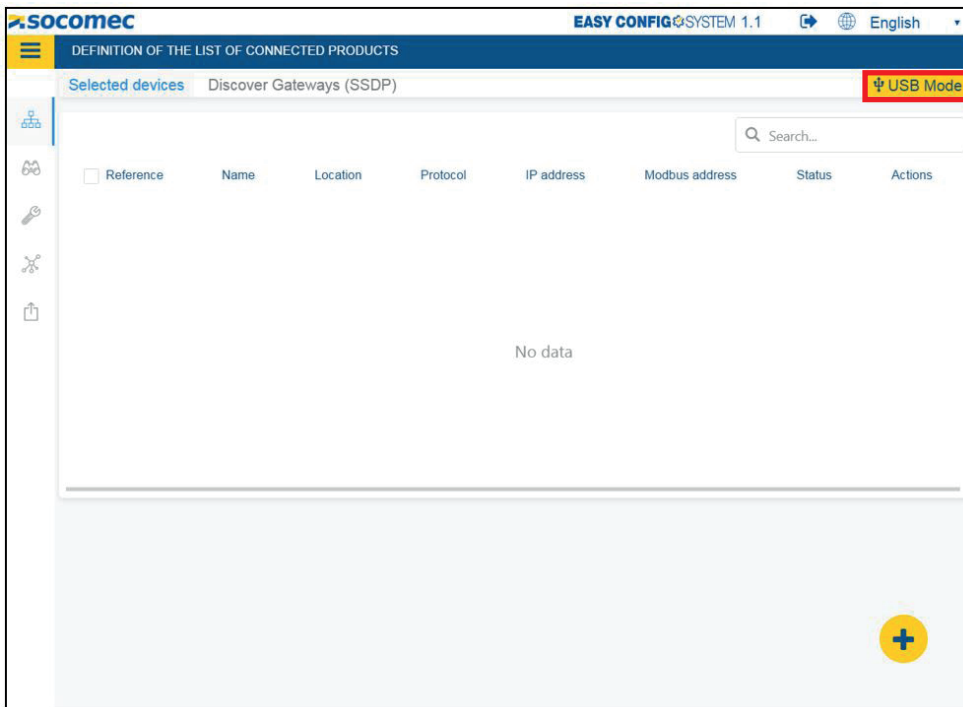 socomec EASY CONFIG SYSTEM 1.1 English
DEFINITION OF THE LIST OF CONNECTED PRODUCTS
Selected devices Discover Gateways (SSDP) USB Mode
Search...
Reference Name Location Protocol IP address Modbus address Status Actions
No data